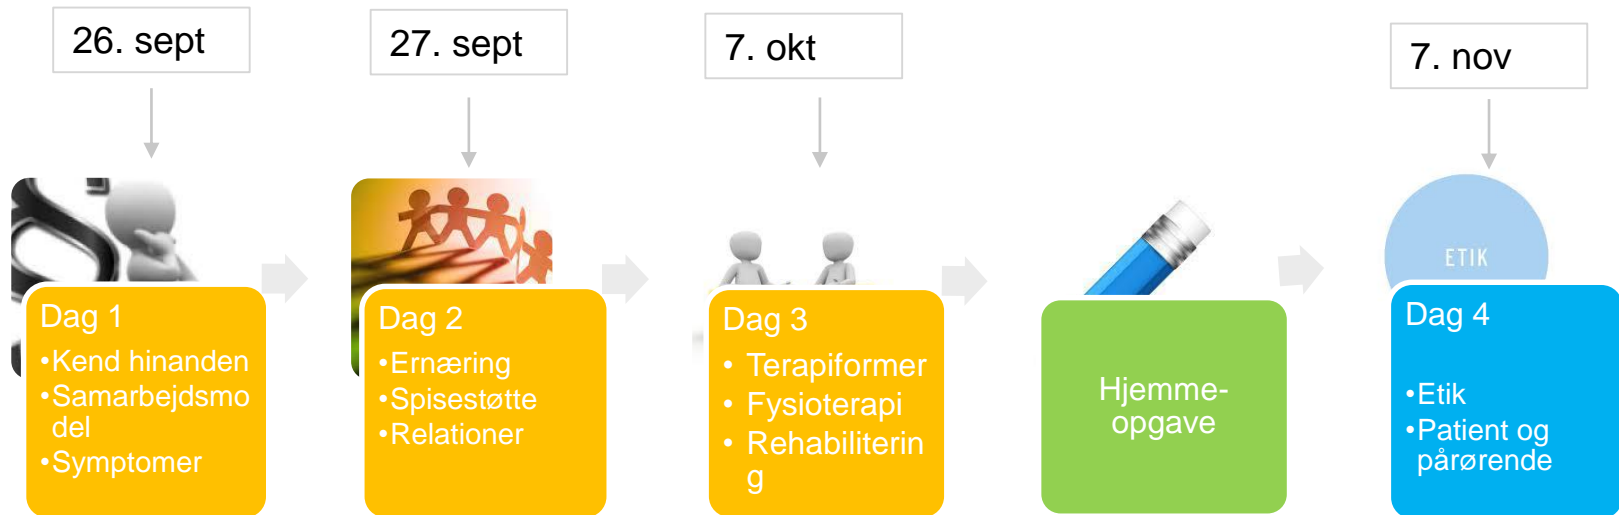 26. sept
27. sept
7. okt
7. nov
Dag 1
•Kend hinanden
•Samarbejdsmo
del
•Symptomer
Dag 2
•Ernæring
•Spisestøtte
•Relationer
Dag 3
• Terapiformer
• Fysioterapi
• Rehabiliterin
g
Hjemme-
opgave
ETIK
Dag 4
•Etik
•Patient og
pårørende